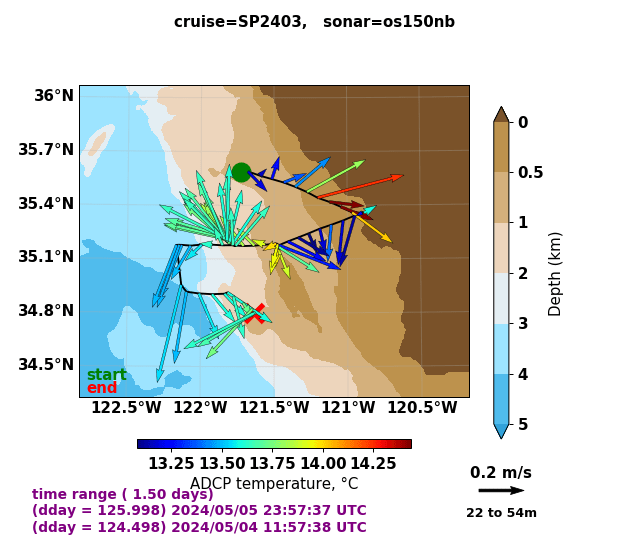 cruise=SP2403,   sonar=os150nb
36°N
35.7°N
35.4°N
35.1°N
34.8°N
34.5°N
start
end
122.5°W 122°W 121.5°W 121°W 120.5°W
0
0.5
1
2
3
4
5
Depth (km)
13.25 13.50 13.75 14.00 14.25
ADCP temperature, °C
0.2 m/s
22 to 54m
time range ( 1.50 days)
(dday = 125.998) 2024/05/05 23:57:37 UTC
(dday = 124.498) 2024/05/04 11:57:38 UTC